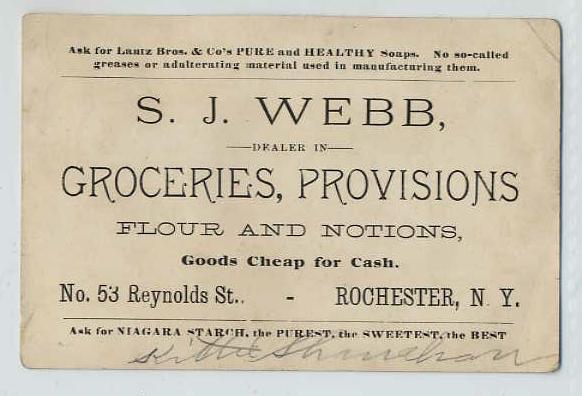 Ask for Lautz Bros. & Co's PURE and HEALTHY Soaps. No so-called
greases or adulterating material used in manufacturing them.
S. J. WEBB,
DEALER IN
GROCERIES, PROVISIONS
FLOUR AND NOTIONS,
Goods Cheap for Cash.
No. 53 Reynolds St.. - ROCHESTER, N. Y.
Ask for NIAGARA STARCH, the PUREST, the SWEETEST, the BEST
Kittie